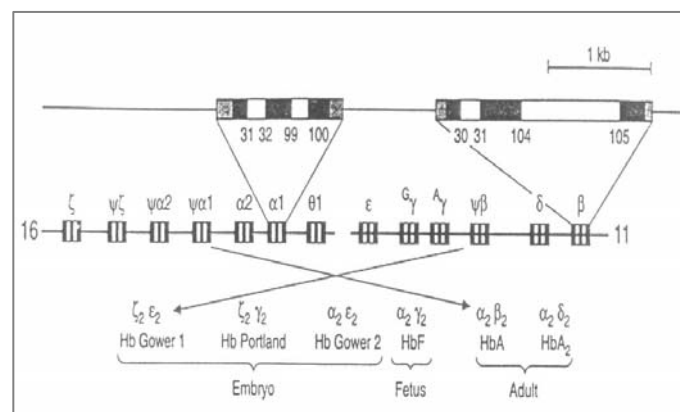 1 kb
31 32 99 100 30 31 104 105
ζ ψζ ψα2 ψα1 α2 α1 θ1 ε Gγ Aγ ψβ δ β
16 11
ζ2 ε2 ζ2 γ2 α2 ε2 α2 γ2 α2 β2 α2 δ2
Hb Gower 1 Hb Portland Hb Gower 2 HbF HbA HbA2
Embryo Fetus Adult